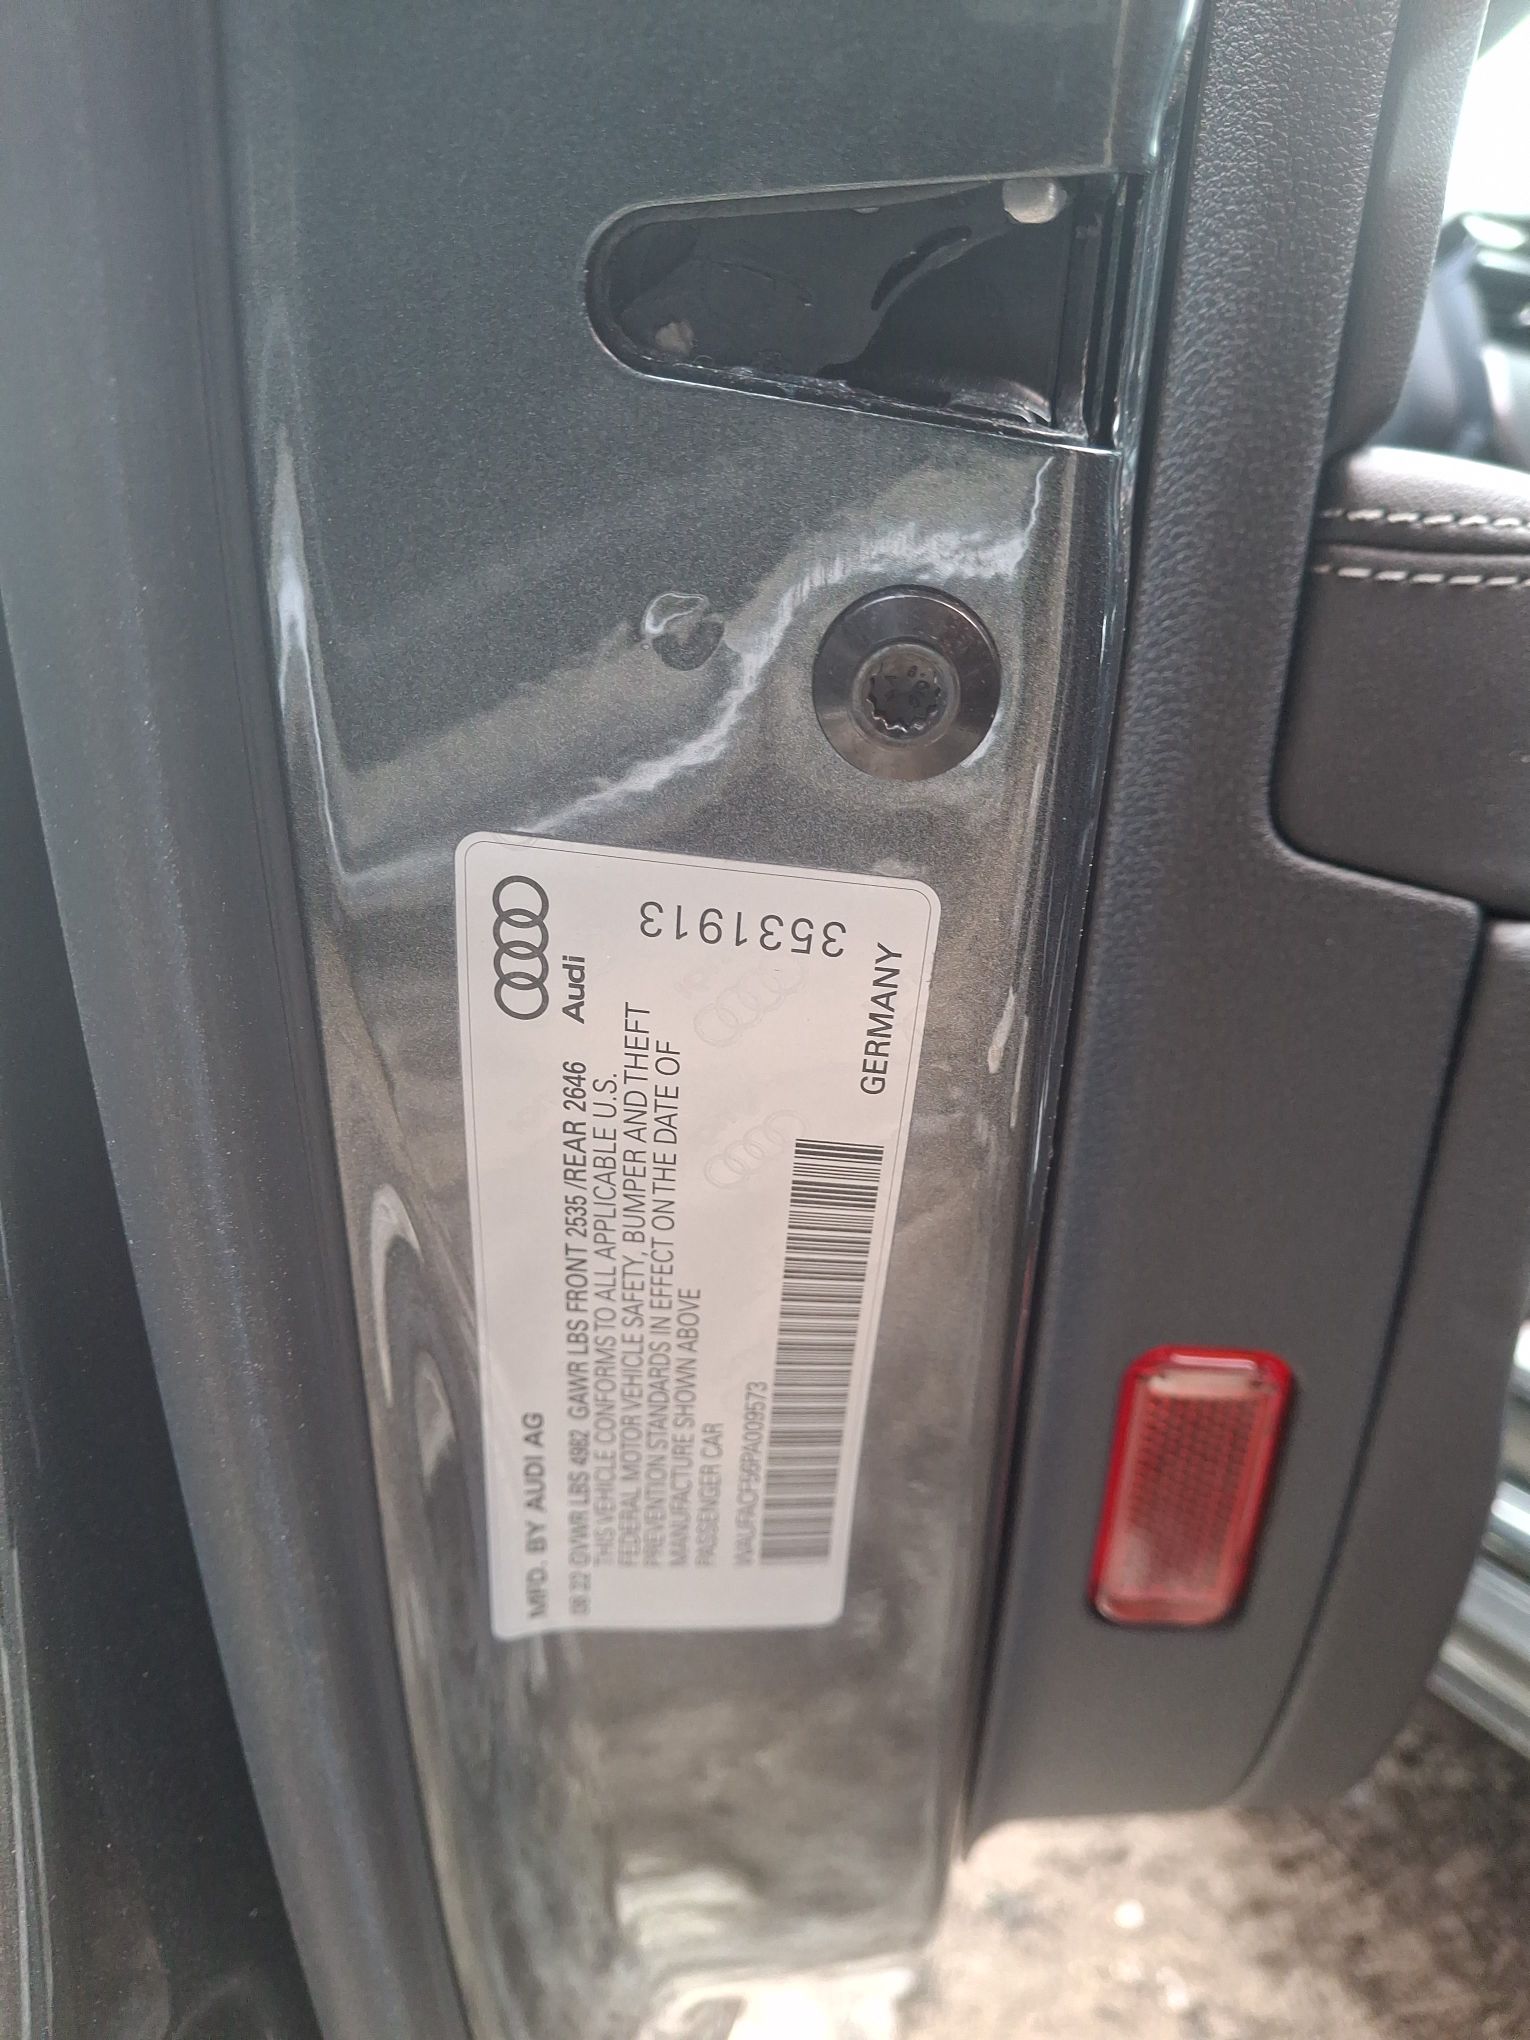 Audi
MFD. BY AUDI AG
22 GVWR LBS 4982 GAWR LBS FRONT 2535 /REAR 2646
THIS VEHICLE CONFORMS TO ALL APPLICABLE U.S.
FEDERAL MOTOR VEHICLE SAFETY, BUMPER AND THEFT
PREVENTION STANDARDS IN EFFECT ON THE DATE OF
MANUFACTURE SHOWN ABOVE
PASSENGER CAR
WAUFACF56PA009573
3531913
GERMANY